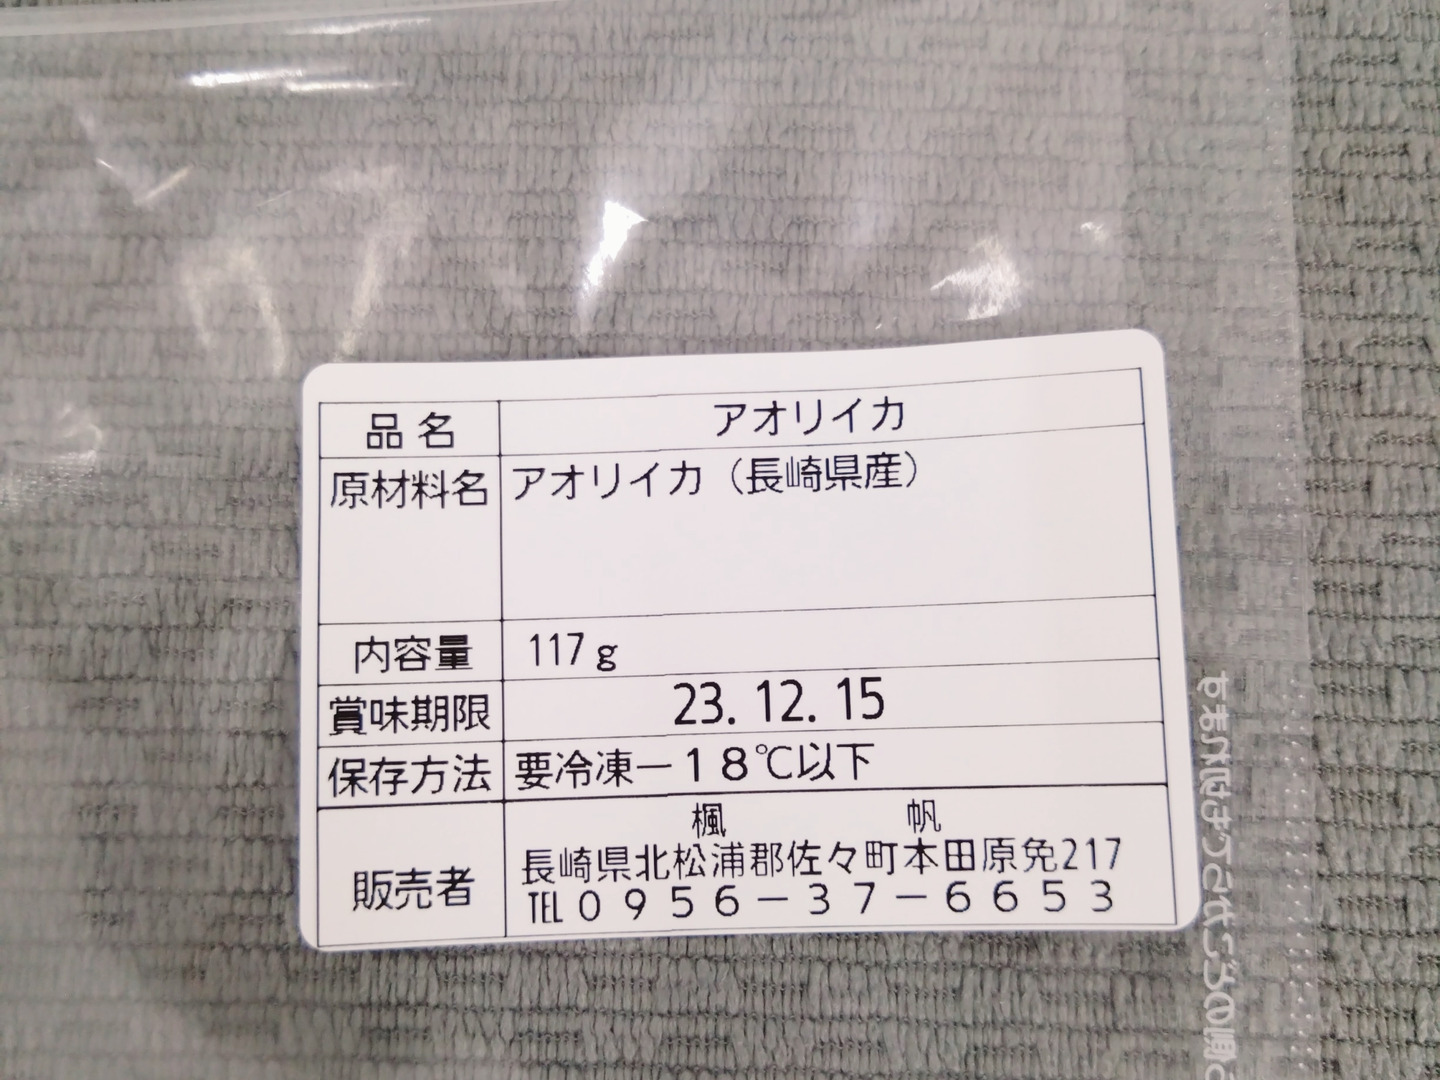 品名 アオリイカ
原材料名 アオリイカ（長崎県産）
内容量 117g
賞味期限 23.12.15
保存方法 要冷凍－１８℃以下
販売者 楓 帆
長崎県北松浦郡佐々町本田原免217
TEL ０９５６－３７－６６５３